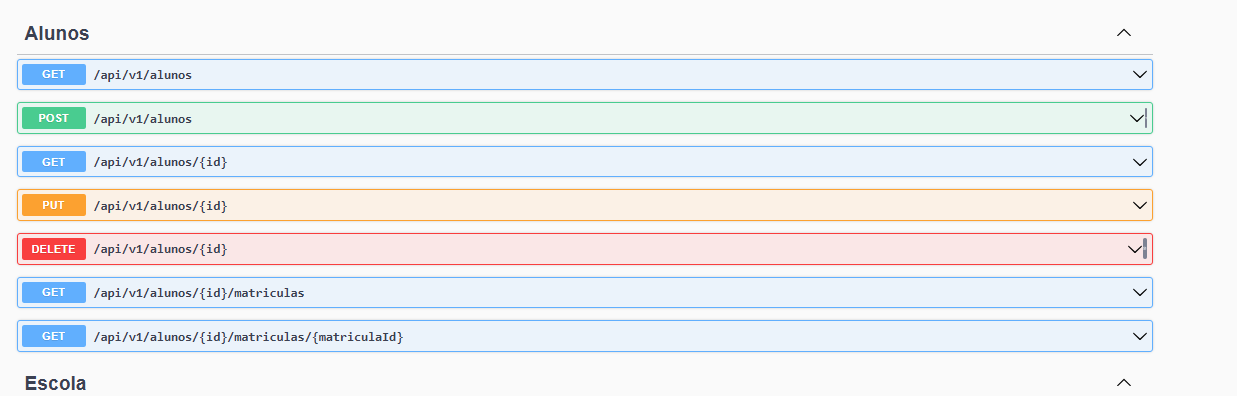 Alunos
GET /api/v1/alunos
POST /api/v1/alunos
GET /api/v1/alunos/{id}
PUT /api/v1/alunos/{id}
DELETE /api/v1/alunos/{id}
GET /api/v1/alunos/{id}/matriculas
GET /api/v1/alunos/{id}/matriculas/{matriculaId}
Escola